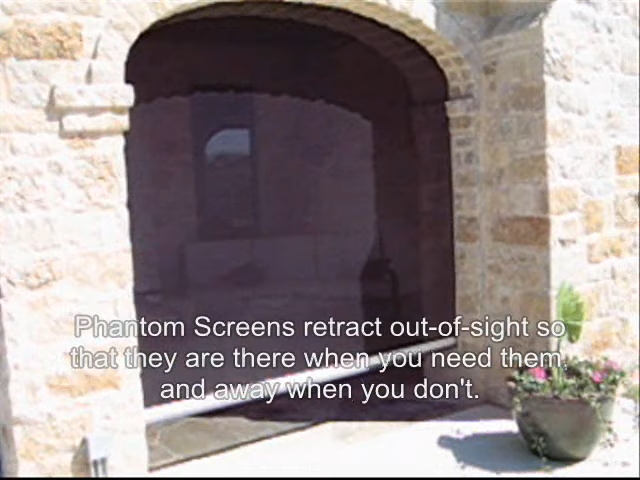 Phantom Screens retract out-of-sight so
that they are there when you need them,
and away when you don't.